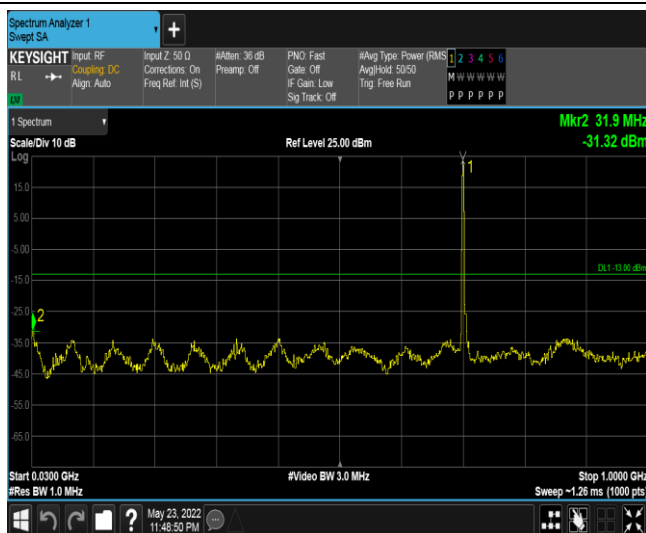 Spectrum Analyzer 1
Swept SA
+
KEYSIGHT
RL
Input: RF
Coupling: DC
Align: Auto
Input Z: 50 Ω
Corrections: On
Freq Ref: Int (S)
#Atten: 36 dB
Preamp: Off
PNO: Fast
Gate: Off
IF Gain: Low
Sig Track: Off
#Avg Type: Power (RMS
Avg|Hold: 50/50
Trig: Free Run
1 2 3 4 5 6
M W W W W W
P P P P P P
1 Spectrum
Mkr2 31.9 MHz
-31.32 dBm
Scale/Div 10 dB
Ref Level 25.00 dBm
Log
15.0
5.00
-5.00
-15.0
-35.0
-45.0
-55.0
-65.0
1
2
DL1 -13.00 dBm
Start 0.0300 GHz
#Video BW 3.0 MHz
Stop 1.0000 GHz
#Res BW 1.0 MHz
Sweep ~1.26 ms (1000 pts)
?
May 23, 2022
11:48:50 PM